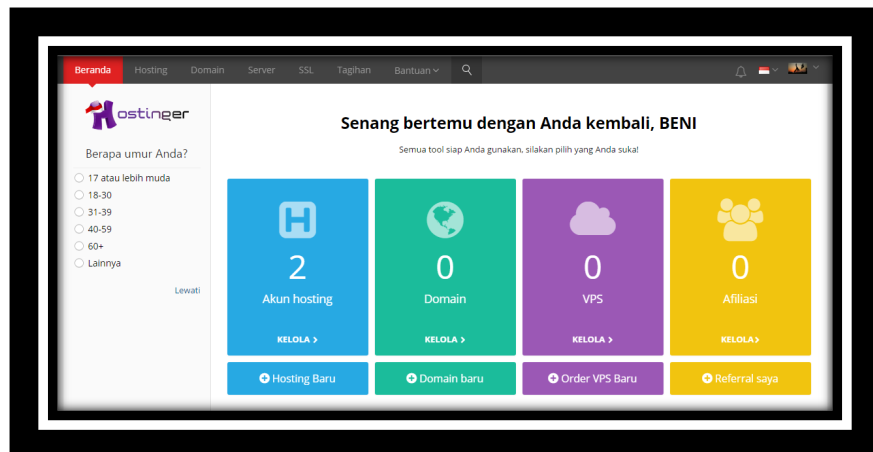 Beranda Hosting Domain Server SSL Tagihan Bantuan
Hostinger
Berapa umur Anda?
17 atau lebih muda
18-30
31-39
40-59
60+
Lainnya
Lewati
Senang bertemu dengan Anda kembali, BENI
Semua tool siap Anda gunakan, silakan pilih yang Anda suka!
2
Akun hosting
KELOLA >
Hosting Baru
0
Domain
KELOLA >
Domain baru
0
VPS
KELOLA >
Order VPS Baru
0
Afiliasi
KELOLA >
Referral saya